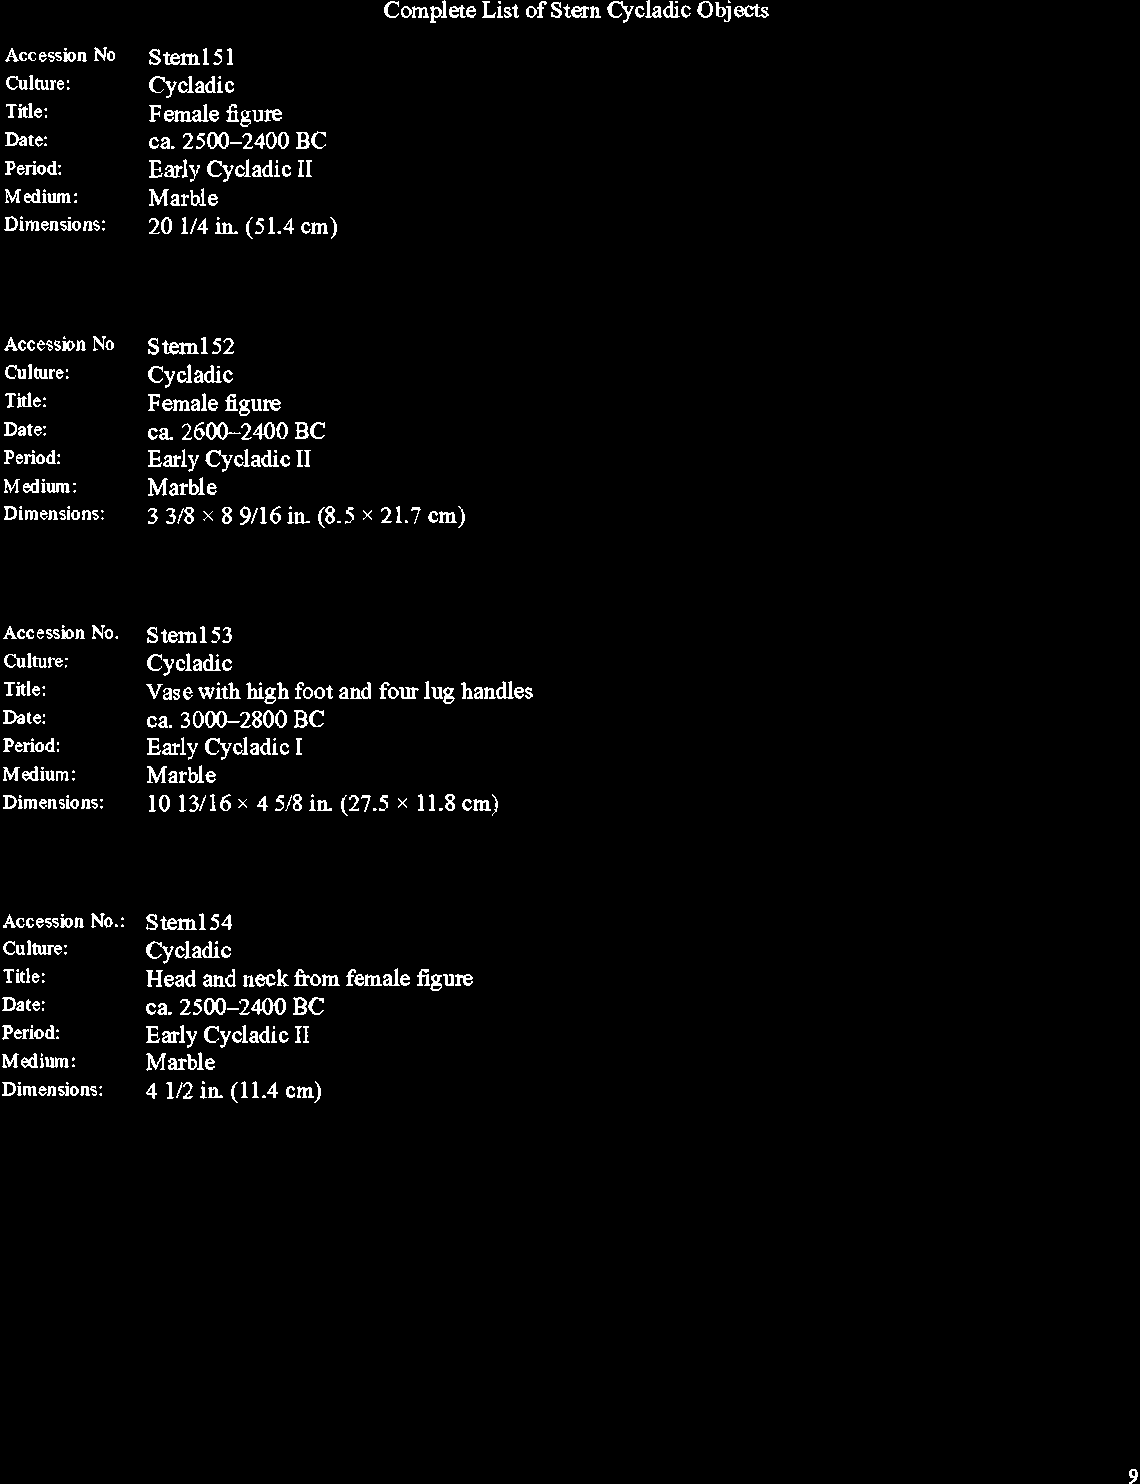 Complete List of Stern Cycladic Objects
Accession No Stern151
Culture: Cycladic
Title: Female figure
Date: ca. 2500–2400 BC
Period: Early Cycladic II
Medium: Marble
Dimensions: 20 1/4 in. (51.4 cm)
Accession No Stern152
Culture: Cycladic
Title: Female figure
Date: ca. 2600–2400 BC
Period: Early Cycladic II
Medium: Marble
Dimensions: 3 3/8 × 8 9/16 in. (8.5 × 21.7 cm)
Accession No. Stern153
Culture: Cycladic
Title: Vase with high foot and four lug handles
Date: ca. 3000–2800 BC
Period: Early Cycladic I
Medium: Marble
Dimensions: 10 13/16 × 4 5/8 in. (27.5 × 11.8 cm)
Accession No.: Stern154
Culture: Cycladic
Title: Head and neck from female figure
Date: ca. 2500–2400 BC
Period: Early Cycladic II
Medium: Marble
Dimensions: 4 1/2 in. (11.4 cm)
9